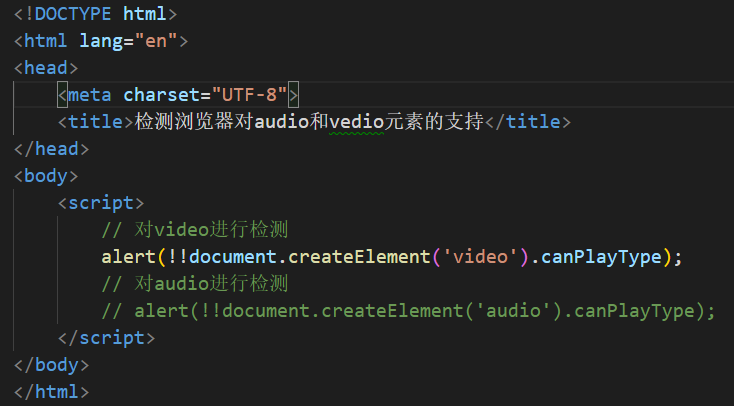 <!DOCTYPE html>
<html lang="en">
<head>
    <meta charset="UTF-8">
    <title>检测浏览器对audio和vedio元素的支持</title>
</head>
<body>
    <script>
        // 对video进行检测
        alert(!!document.createElement('video').canPlayType);
        // 对audio进行检测
        // alert(!!document.createElement('audio').canPlayType);
    </script>
</body>
</html>